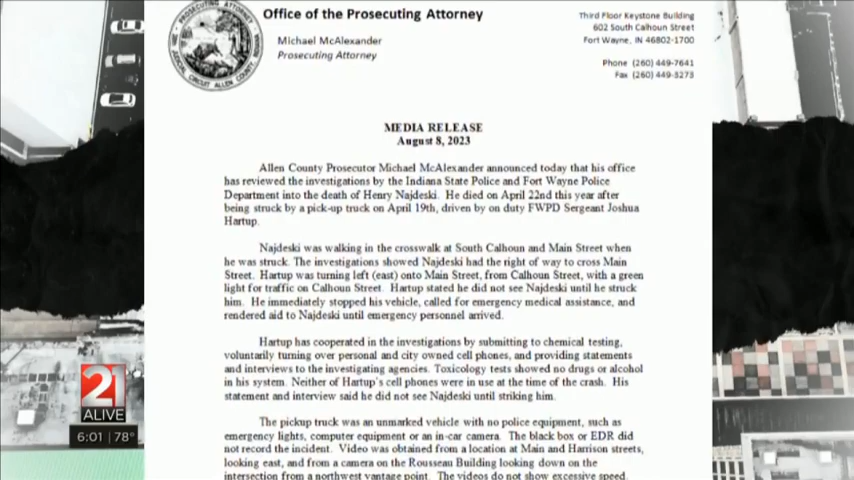 Office of the Prosecuting Attorney
Michael McAlexander
Prosecuting Attorney
Third Floor Keystone Building
602 South Calhoun Street
Fort Wayne, IN 46802-1700
Phone (260) 449-7641
Fax (260) 449-3273
MEDIA RELEASE
August 8, 2023
Allen County Prosecutor Michael McAlexander announced today that his office
has reviewed the investigations by the Indiana State Police and Fort Wayne Police
Department into the death of Henry Najdeski. He died on April 22nd this year after
being struck by a pick-up truck on April 19th, driven by on duty FWPD Sergeant Joshua
Hartup.
Najdeski was walking in the crosswalk at South Calhoun and Main Street when
he was struck. The investigations showed Najdeski had the right of way to cross Main
Street. Hartup was turning left (east) onto Main Street, from Calhoun Street, with a green
light for traffic on Calhoun Street. Hartup stated he did not see Najdeski until he struck
him. He immediately stopped his vehicle, called for emergency medical assistance, and
rendered aid to Najdeski until emergency personnel arrived.
Hartup has cooperated in the investigations by submitting to chemical testing,
voluntarily turning over personal and city owned cell phones, and providing statements
and interviews to the investigating agencies. Toxicology tests showed no drugs or alcohol
in his system. Neither of Hartup's cell phones were in use at the time of the crash. His
statement and interview said he did not see Najdeski until striking him.
The pickup truck was an unmarked vehicle with no police equipment, such as
emergency lights, computer equipment or an in-car camera. The black box or EDR did
not record the incident. Video was obtained from a location at Main and Harrison streets,
looking east, and from a camera on the Rousseau Building looking down on the
intersection from a northwest vantage point. The videos do not show excessive speed
21
ALIVE
6:01 78°